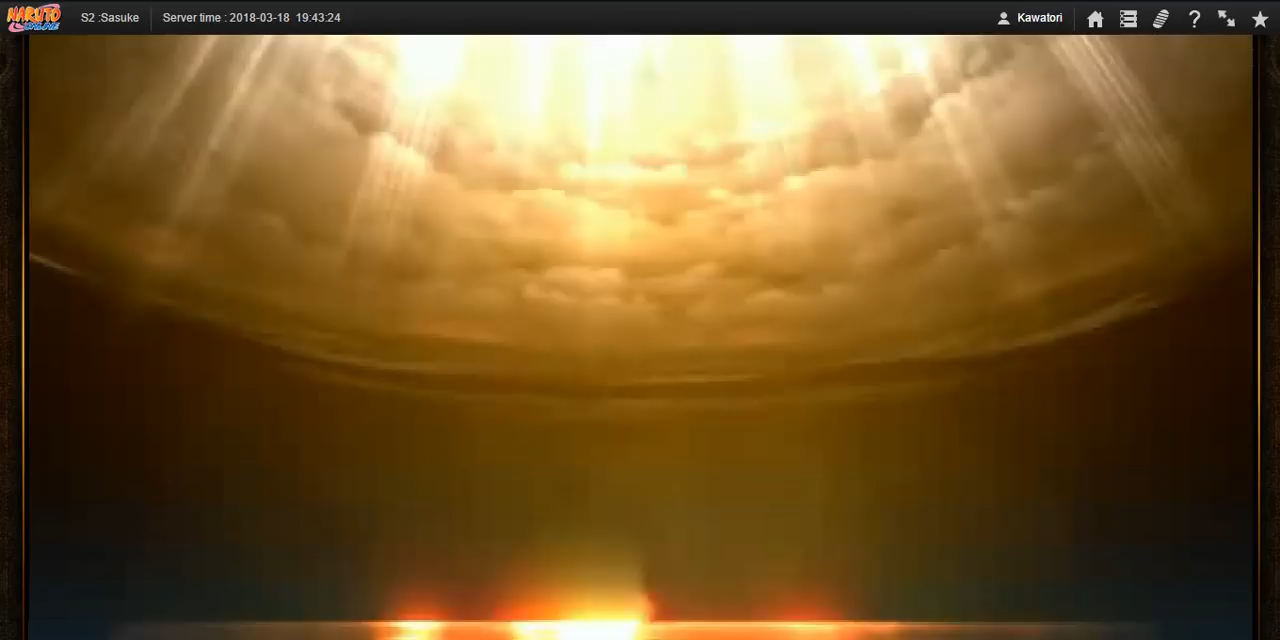 NARUTO ONLINE
S2 :Sasuke
Server time : 2018-03-18 19:43:24
Kawatori